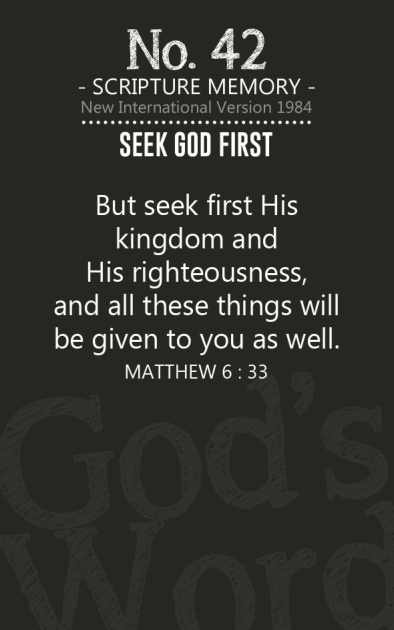 No. 42
- SCRIPTURE MEMORY -
New International Version 1984
SEEK GOD FIRST
But seek first His
kingdom and
His righteousness,
and all these things will
be given to you as well.
MATTHEW 6 : 33
God's
Word